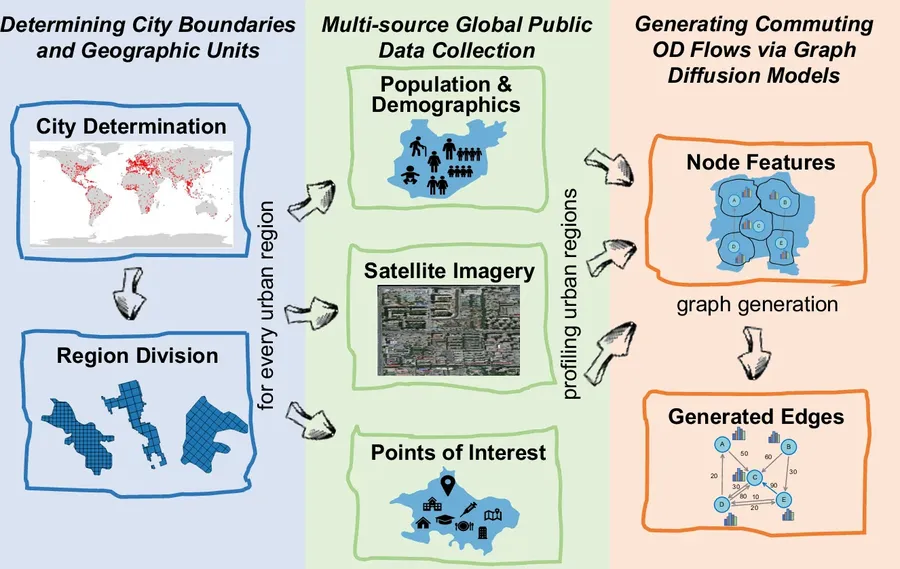 Determining City Boundaries
and Geographic Units
City Determination
Region Division
for every urban region
Multi-source Global Public
Data Collection
Population &
Demographics
Satellite Imagery
Points of Interest
profiling urban regions
Generating Commuting
OD Flows via Graph
Diffusion Models
Node Features
A
B
C
D
E
graph generation
Generated Edges
A
B
50
60
20
C
30
30
90
80
10
D
E
20